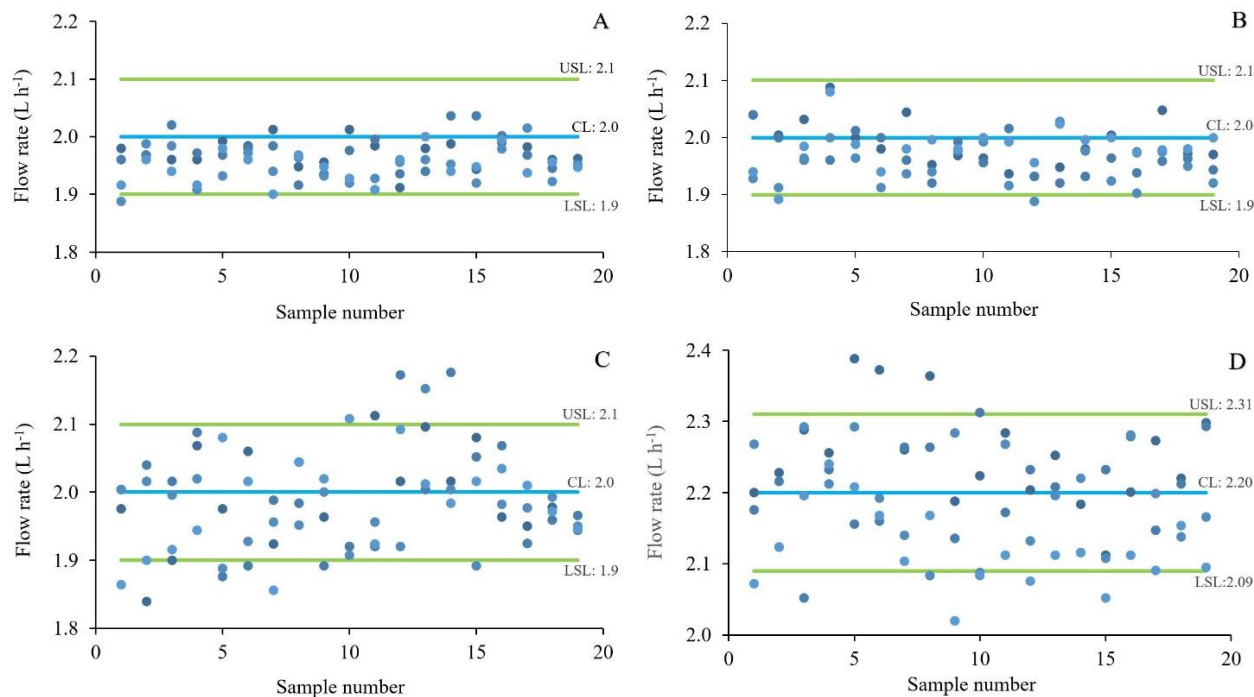 A
2.2
2.1
2.0
1.9
1.8
Flow rate (L h-1)
USL: 2.1
CL: 2.0
LSL: 1.9
0
5
10
15
20
Sample number
B
2.2
2.1
2.0
1.9
1.8
Flow rate (L h-1)
USL: 2.1
CL: 2.0
LSL: 1.9
0
5
10
15
20
Sample number
C
2.2
2.1
2.0
1.9
1.8
Flow rate (L h-1)
USL: 2.1
CL: 2.0
LSL: 1.9
0
5
10
15
20
Sample number
D
2.4
2.3
2.2
2.1
2.0
Flow rate (L h-1)
USL: 2.31
CL: 2.20
LSL:2.09
0
5
10
15
20
Sample number